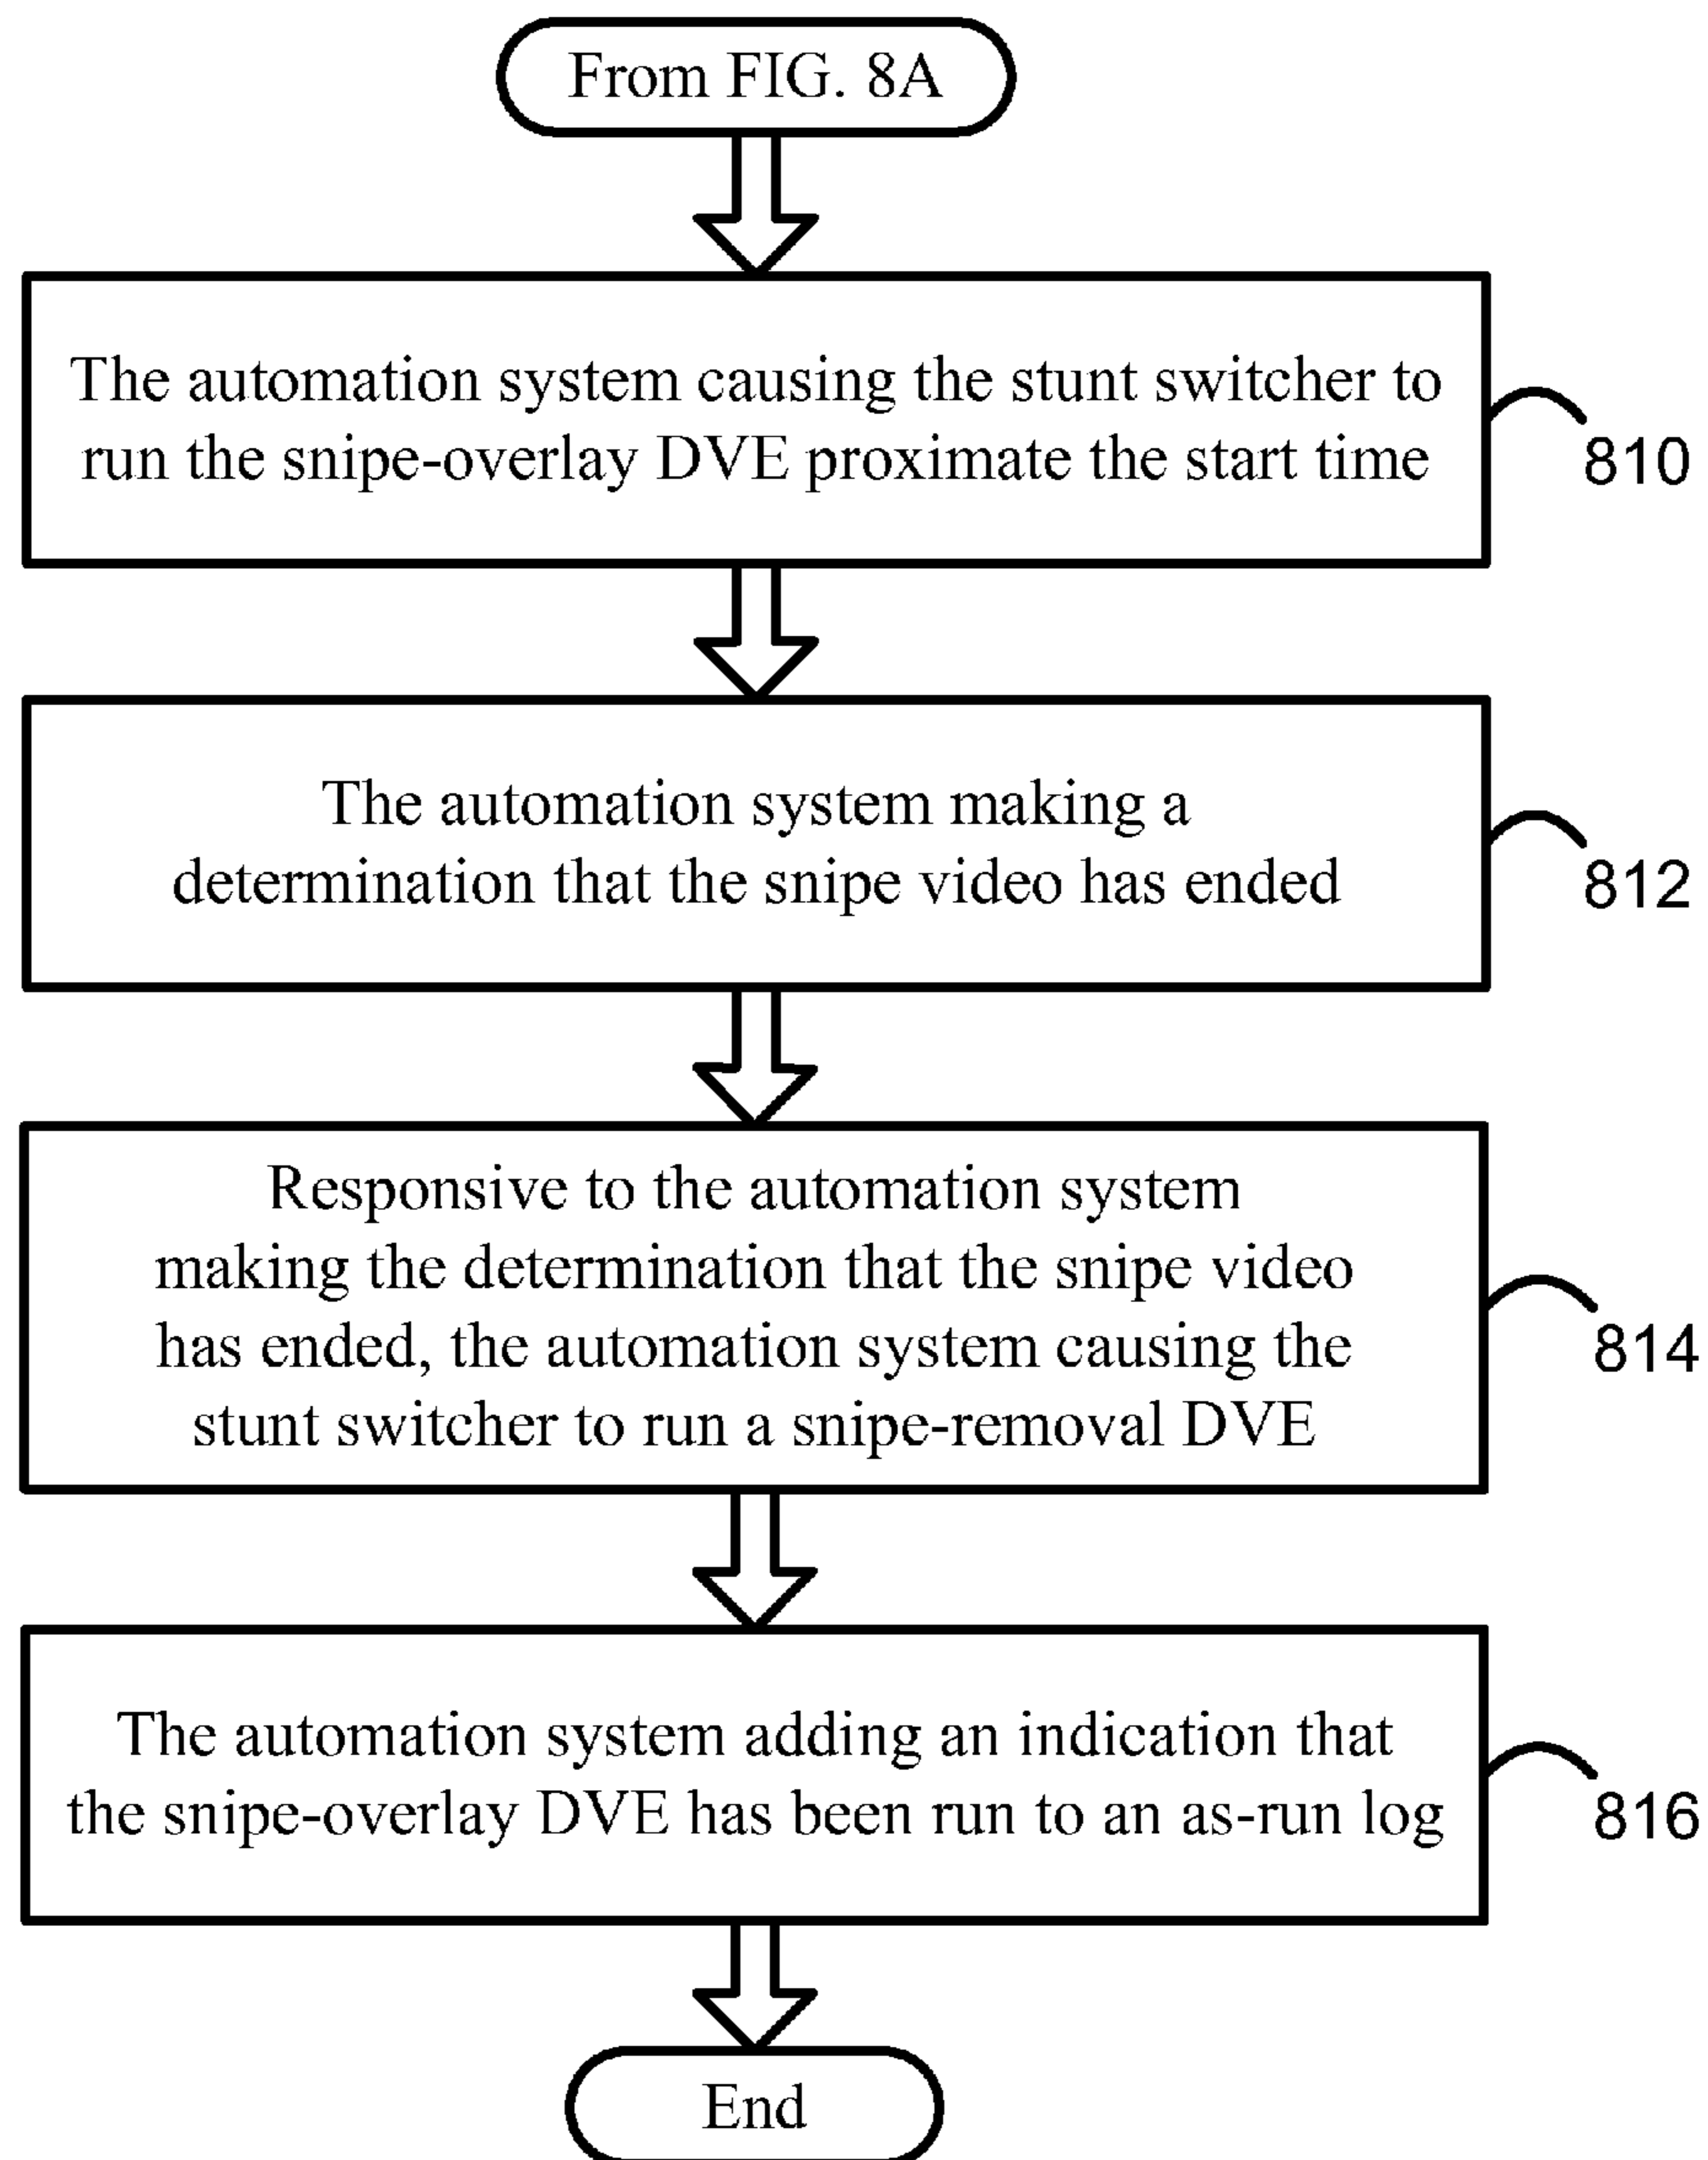 From FIG. 8A
The automation system causing the stunt switcher to
run the snipe-overlay DVE proximate the start time
810
The automation system making a
determination that the snipe video has ended
812
Responsive to the automation system
making the determination that the snipe video
has ended, the automation system causing the
stunt switcher to run a snipe-removal DVE
814
The automation system adding an indication that
the snipe-overlay DVE has been run to an as-run log
816
End